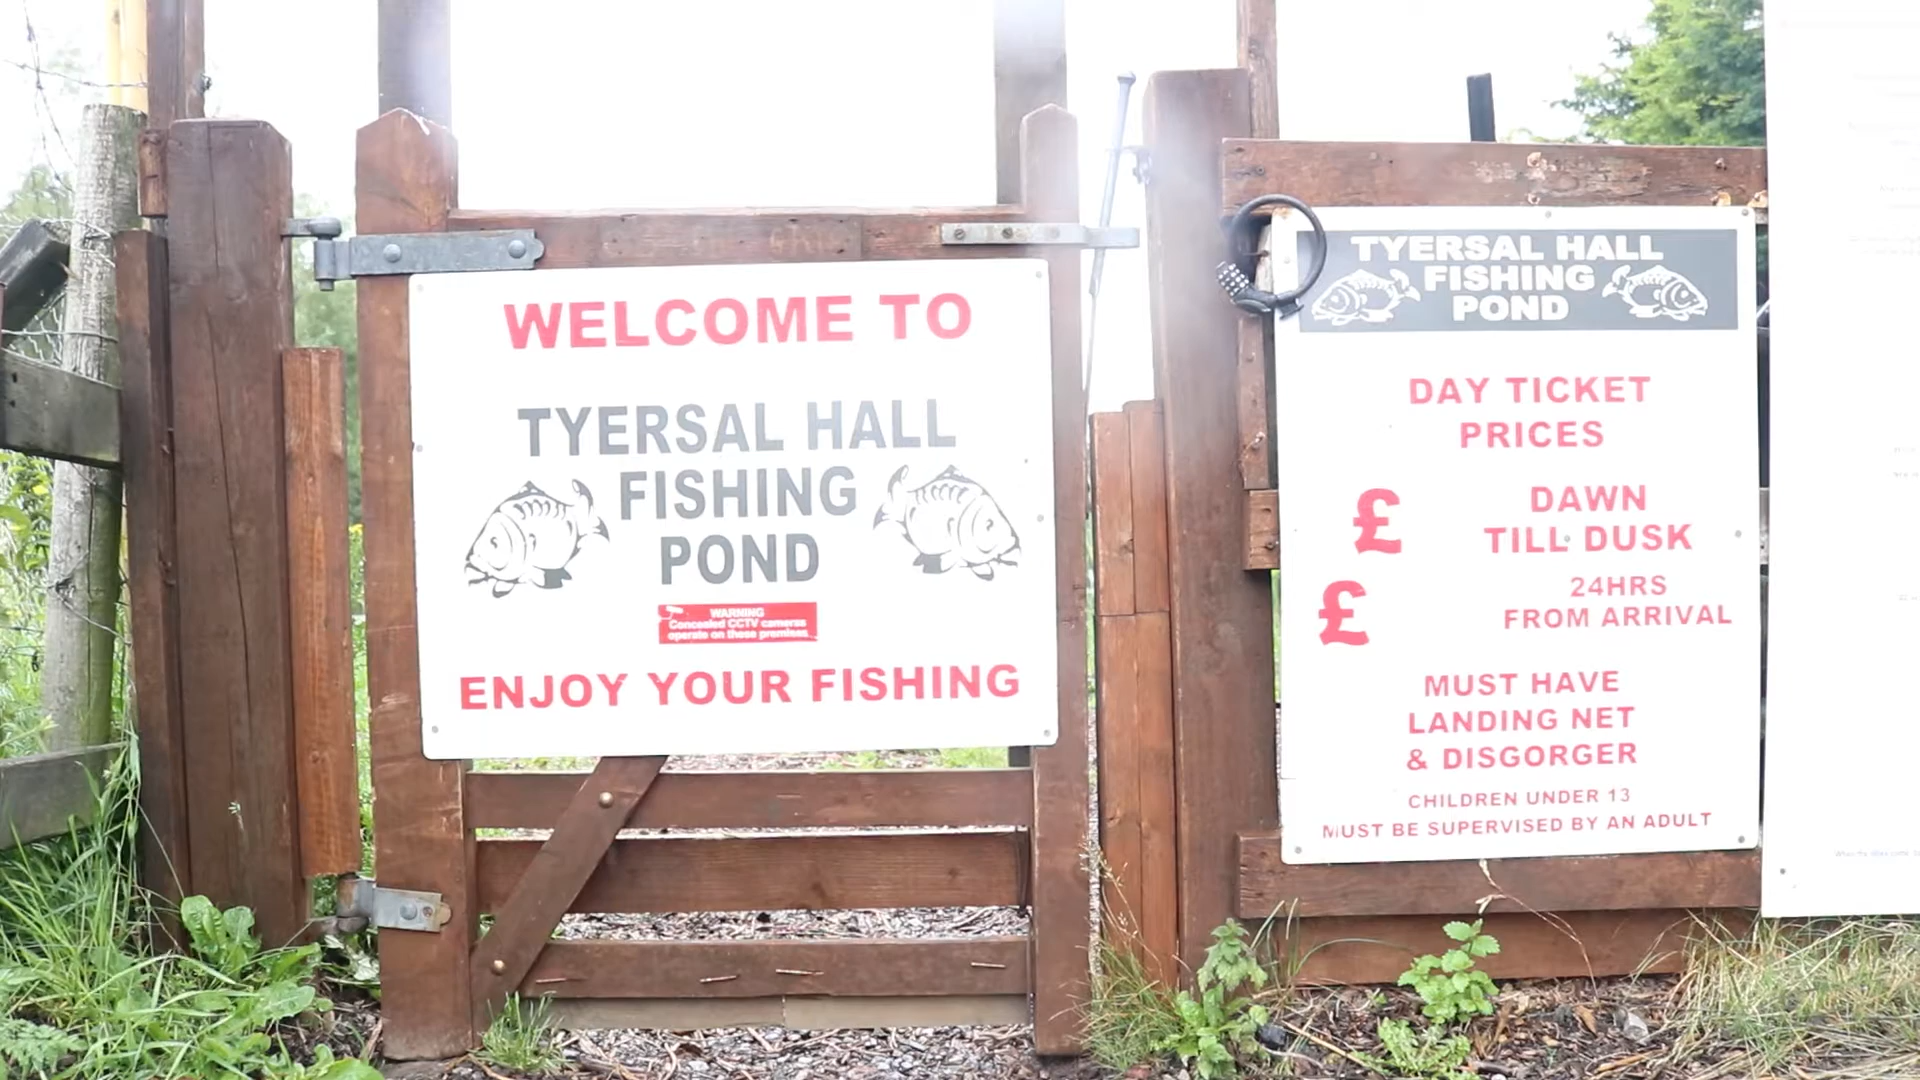 WELCOME TO
TYERSAL HALL
FISHING
POND
WARNING
Concealed CCTV cameras
operate on these premises
ENJOY YOUR FISHING
TYERSAL HALL
FISHING
POND
DAY TICKET
PRICES
£ DAWN
TILL DUSK
£ 24HRS
FROM ARRIVAL
MUST HAVE
LANDING NET
& DISGORGER
CHILDREN UNDER 13
MUST BE SUPERVISED BY AN ADULT